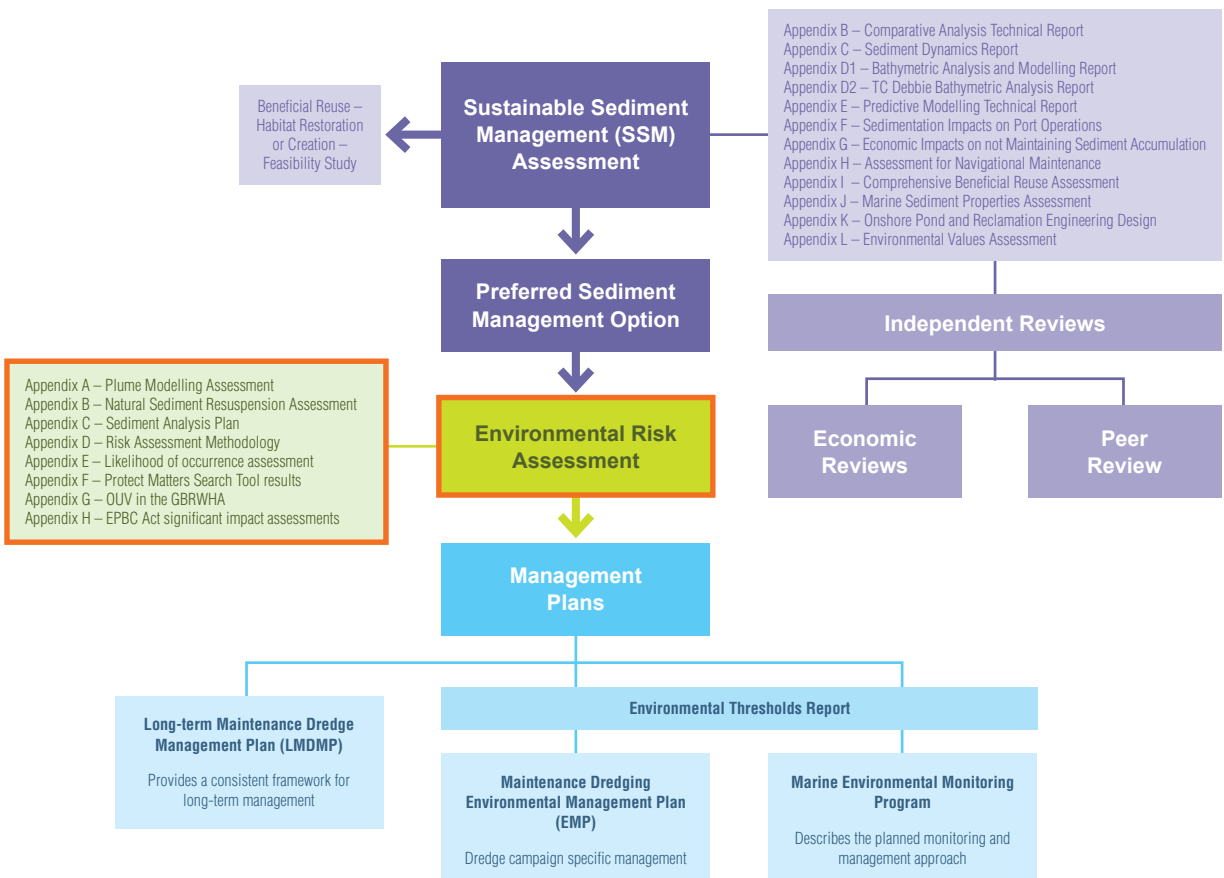 Beneficial Reuse –
Habitat Restoration
or Creation –
Feasibility Study
Sustainable Sediment
Management (SSM)
Assessment
Appendix B – Comparative Analysis Technical Report
Appendix C – Sediment Dynamics Report
Appendix D1 – Bathymetric Analysis and Modelling Report
Appendix D2 – TC Debbie Bathymetric Analysis Report
Appendix E – Predictive Modelling Technical Report
Appendix F – Sedimentation Impacts on Port Operations
Appendix G – Economic Impacts on not Maintaining Sediment Accumulation
Appendix H – Assessment for Navigational Maintenance
Appendix I – Comprehensive Beneficial Reuse Assessment
Appendix J – Marine Sediment Properties Assessment
Appendix K – Onshore Pond and Reclamation Engineering Design
Appendix L – Environmental Values Assessment
Preferred Sediment
Management Option
Independent Reviews
Economic
Reviews
Peer
Review
Appendix A – Plume Modelling Assessment
Appendix B – Natural Sediment Resuspension Assessment
Appendix C – Sediment Analysis Plan
Appendix D – Risk Assessment Methodology
Appendix E – Likelihood of occurrence assessment
Appendix F – Protect Matters Search Tool results
Appendix G – OUV in the GBRWHA
Appendix H – EPBC Act significant impact assessments
Environmental Risk
Assessment
Management
Plans
Long-term Maintenance Dredge
Management Plan (LMDMP)
Provides a consistent framework for
long-term management
Environmental Thresholds Report
Maintenance Dredging
Environmental Management Plan
(EMP)
Dredge campaign specific management
Marine Environmental Monitoring
Program
Describes the planned monitoring and
management approach